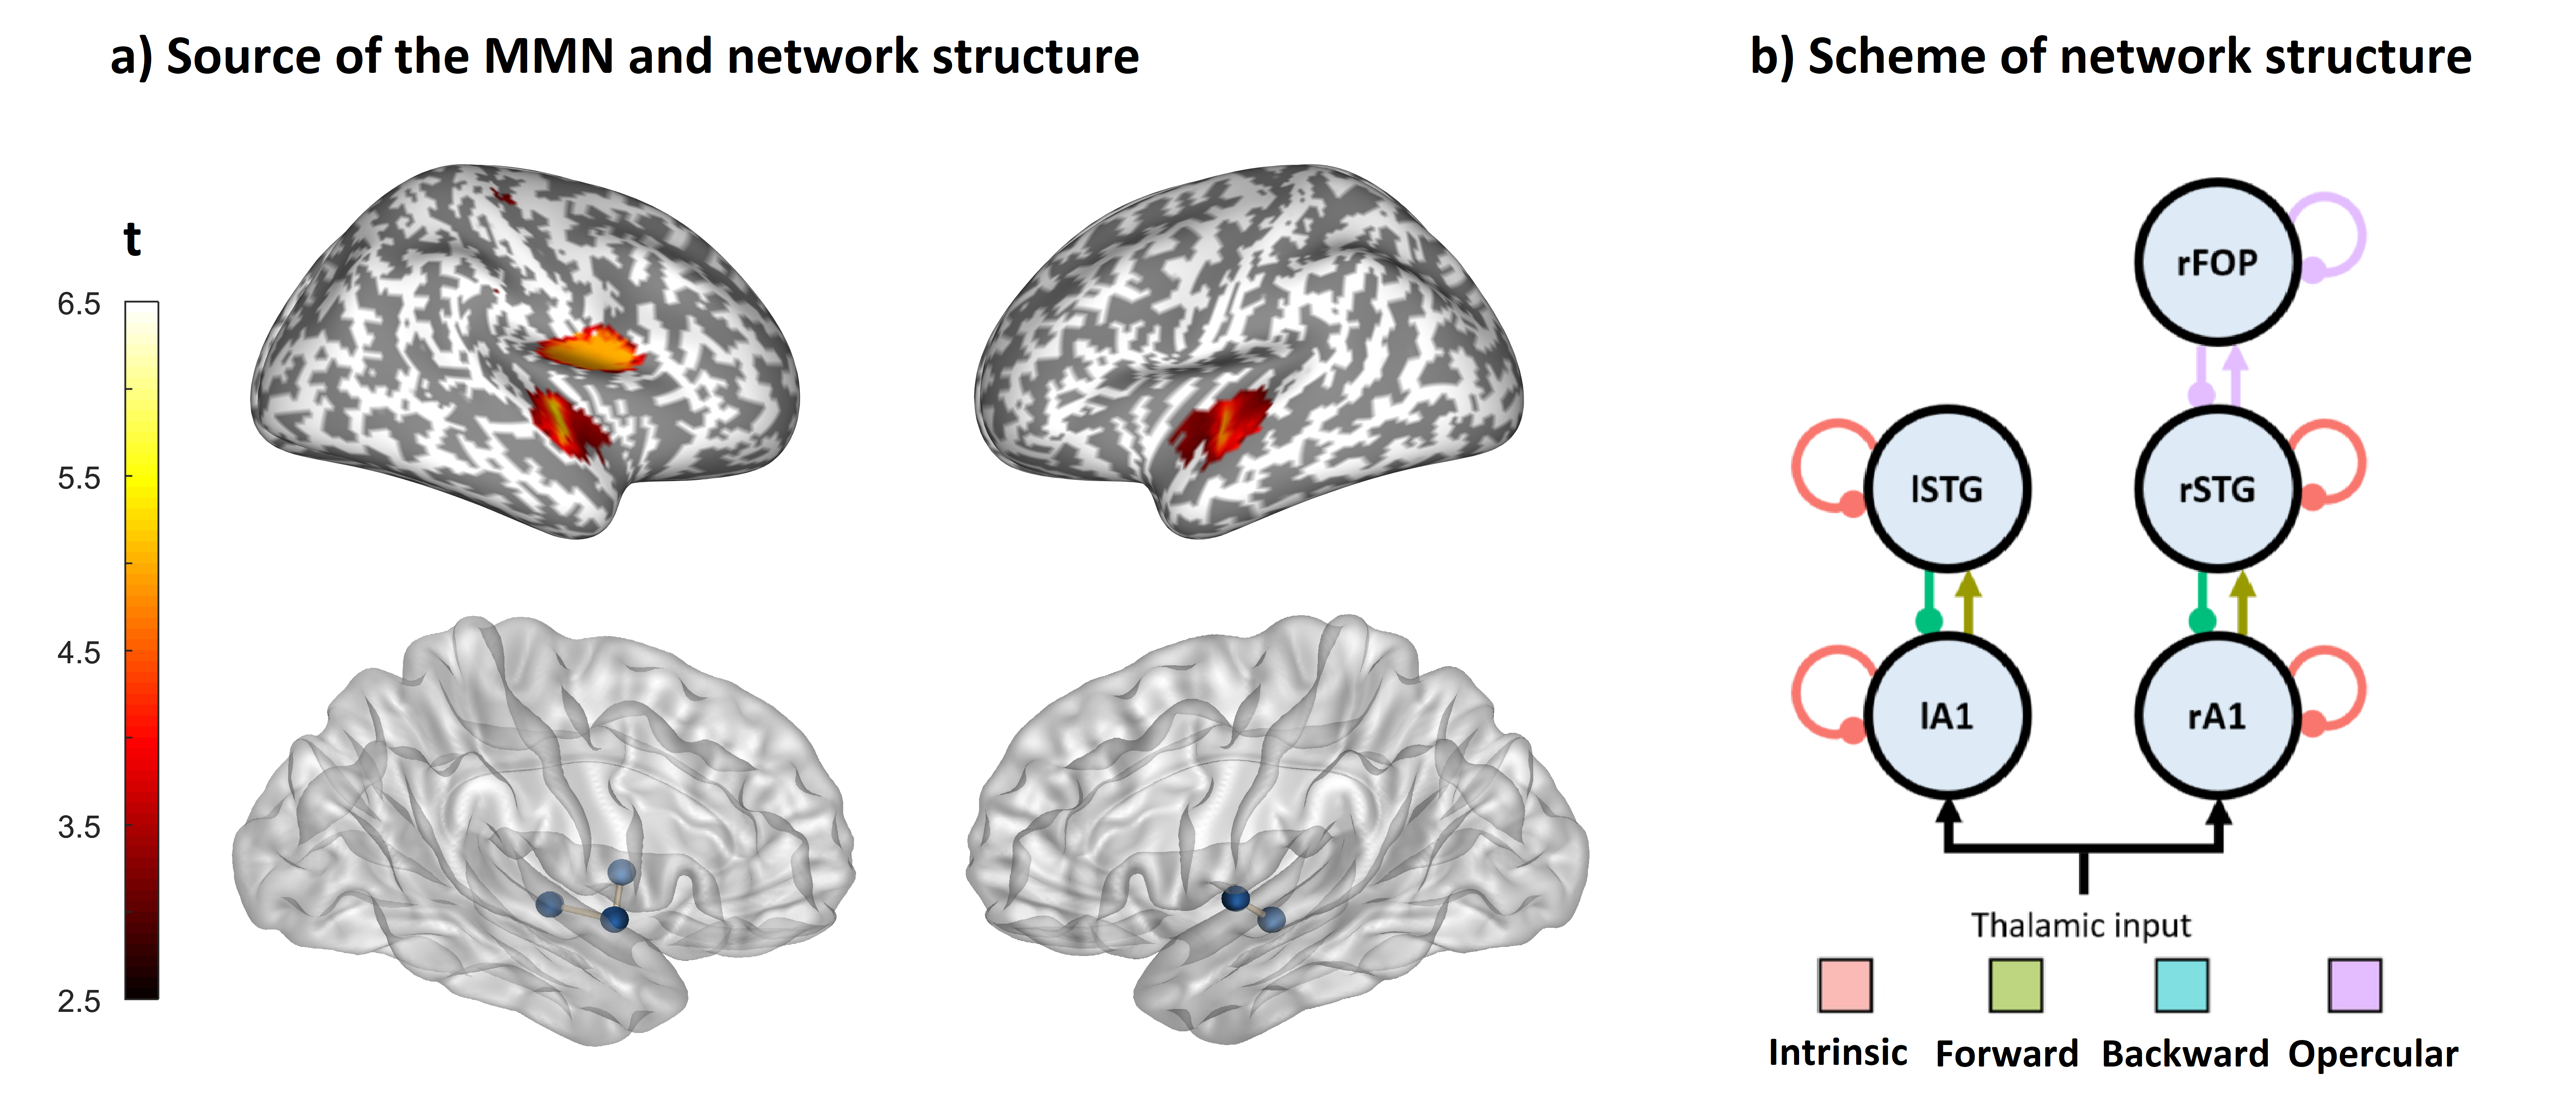 a) Source of the MMN and network structure
b) Scheme of network structure
t
6.5
5.5
4.5
3.5
2.5
rFOP
lSTG
rSTG
lA1
rA1
Thalamic input
Intrinsic Forward Backward Opercular